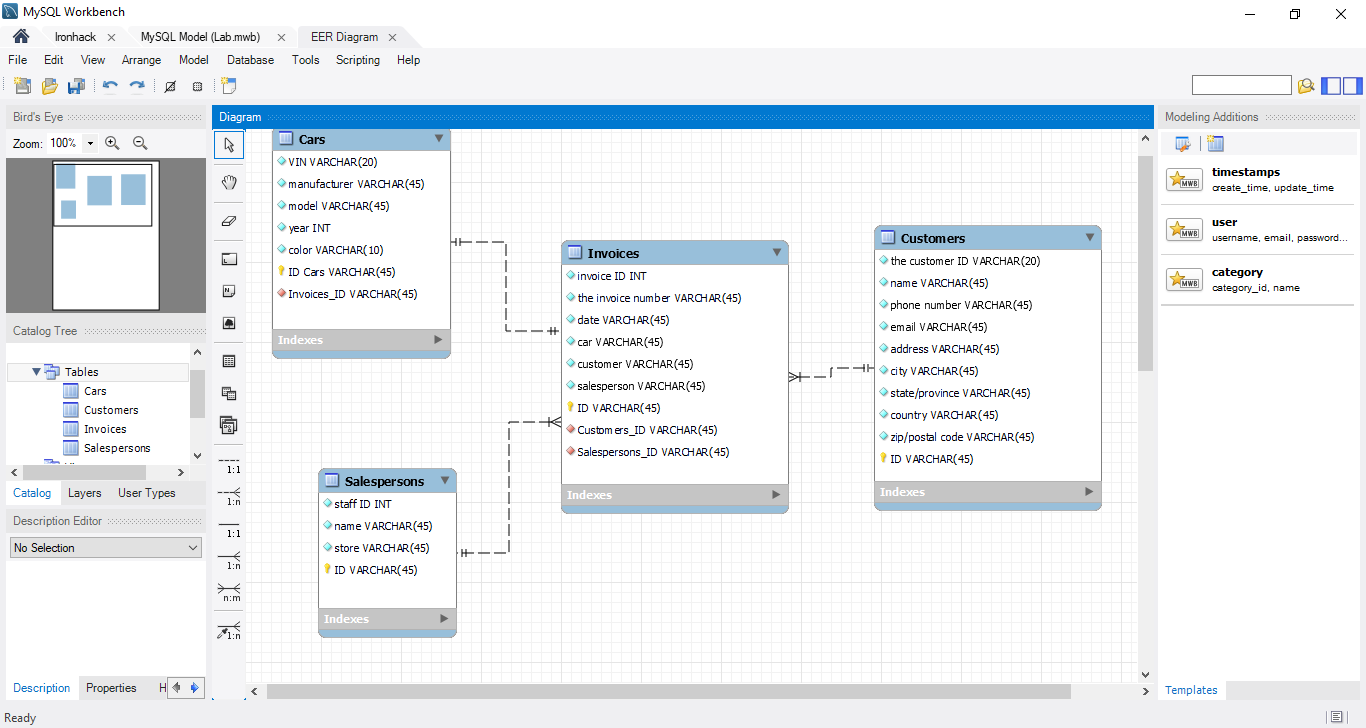 MySQL Workbench
Ironhack
MySQL Model (Lab.mwb)
EER Diagram
File Edit View Arrange Model Database Tools Scripting Help
Bird's Eye
Zoom: 100%
Catalog Tree
Tables
Cars
Customers
Invoices
Salespersons
Catalog Layers User Types
Description Editor
No Selection
Description Properties H
Ready
Diagram
1:1
1:n
1:1
1:n
n:m
1:n
Cars
VIN VARCHAR(20)
manufacturer VARCHAR(45)
model VARCHAR(45)
year INT
color VARCHAR(10)
ID Cars VARCHAR(45)
Invoices_ID VARCHAR(45)
Indexes
Salespersons
staff ID INT
name VARCHAR(45)
store VARCHAR(45)
ID VARCHAR(45)
Indexes
Invoices
invoice ID INT
the invoice number VARCHAR(45)
date VARCHAR(45)
car VARCHAR(45)
customer VARCHAR(45)
salesperson VARCHAR(45)
ID VARCHAR(45)
Customers_ID VARCHAR(45)
Salespersons_ID VARCHAR(45)
Indexes
Customers
the customer ID VARCHAR(20)
name VARCHAR(45)
phone number VARCHAR(45)
email VARCHAR(45)
address VARCHAR(45)
city VARCHAR(45)
state/province VARCHAR(45)
country VARCHAR(45)
zip/postal code VARCHAR(45)
ID VARCHAR(45)
Indexes
Modeling Additions
MWB
timestamps
create_time, update_time
MWB
user
username, email, password...
MWB
category
category_id, name
Templates